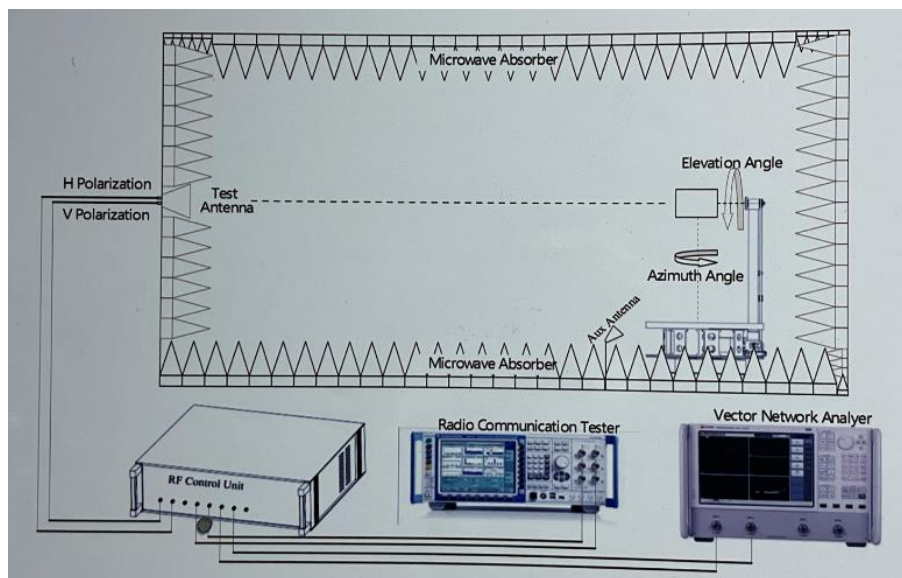 Microwave Absorber
Elevation Angle
H Polarization
Test
Antenna
V Polarization
Azimuth Angle
Aux Antenna
Microwave Absorber
Radio Communication Tester
Vector Network Analyer
RF Control Unit